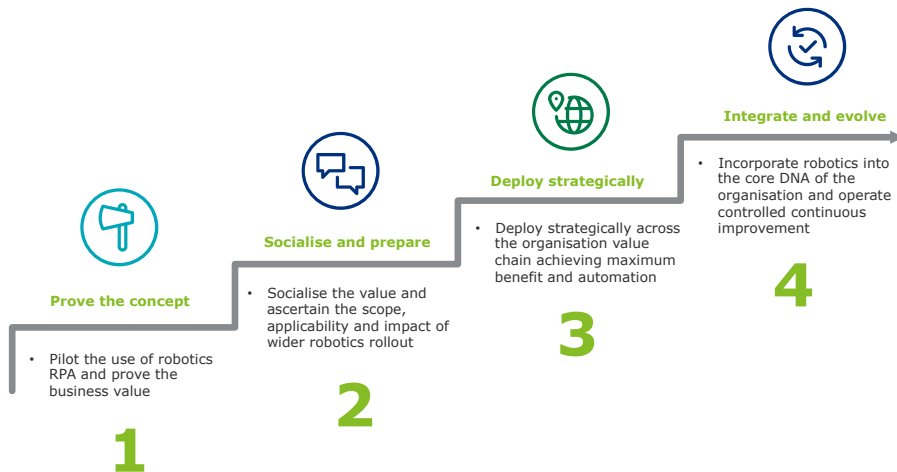 Prove the concept
• Pilot the use of robotics
RPA and prove the
business value
1
Socialise and prepare
• Socialise the value and
ascertain the scope,
applicability and impact of
wider robotics rollout
2
Deploy strategically
• Deploy strategically across
the organisation value
chain achieving maximum
benefit and automation
3
Integrate and evolve
• Incorporate robotics into
the core DNA of the
organisation and operate
controlled continuous
improvement
4